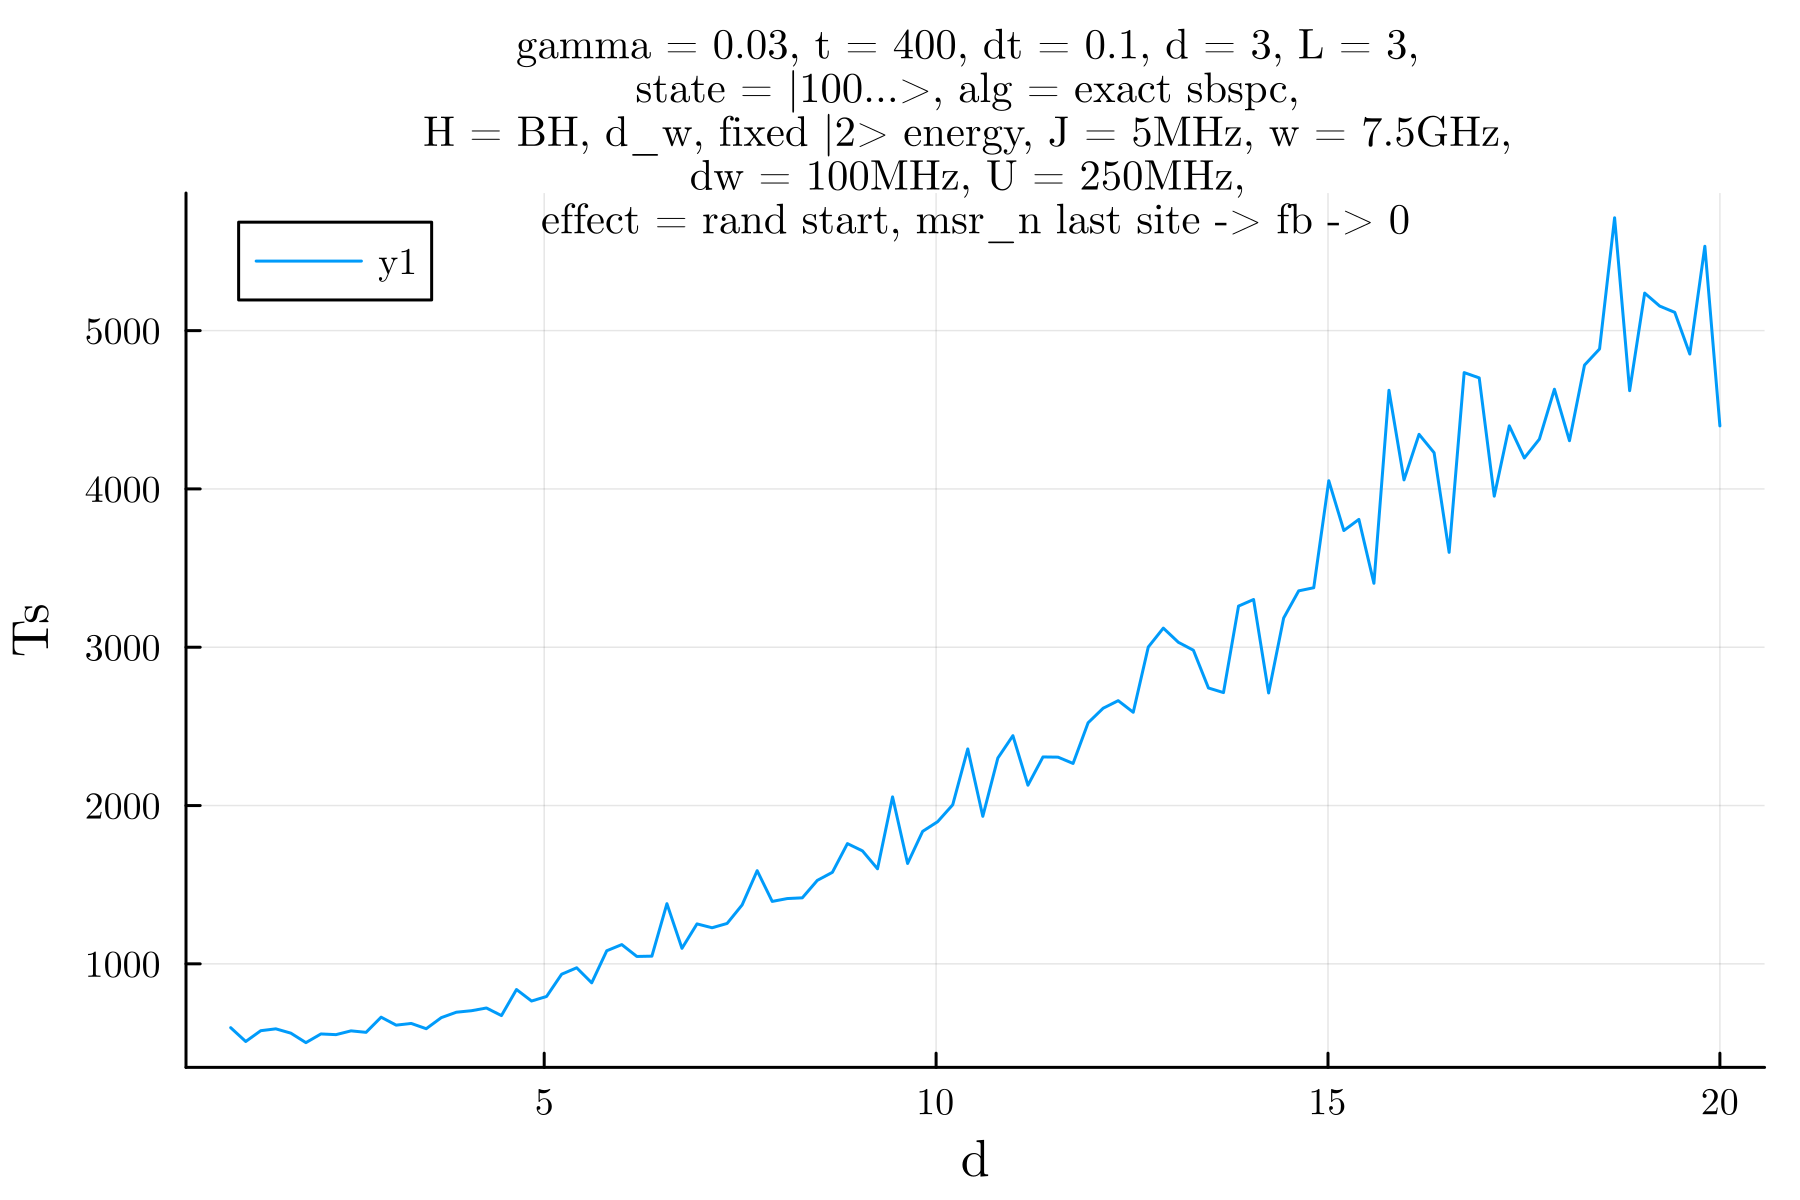 gamma = 0.03, t = 400, dt = 0.1, d = 3, L = 3,
state = |100...>, alg = exact sbspc,
H = BH, d_w, fixed |2> energy, J = 5MHz, w = 7.5GHz,
dw = 100MHz, U = 250MHz,
effect = rand start, msr_n last site -> fb -> 0
y1
5000
4000
3000
2000
1000
Ts
5
10
15
20
d